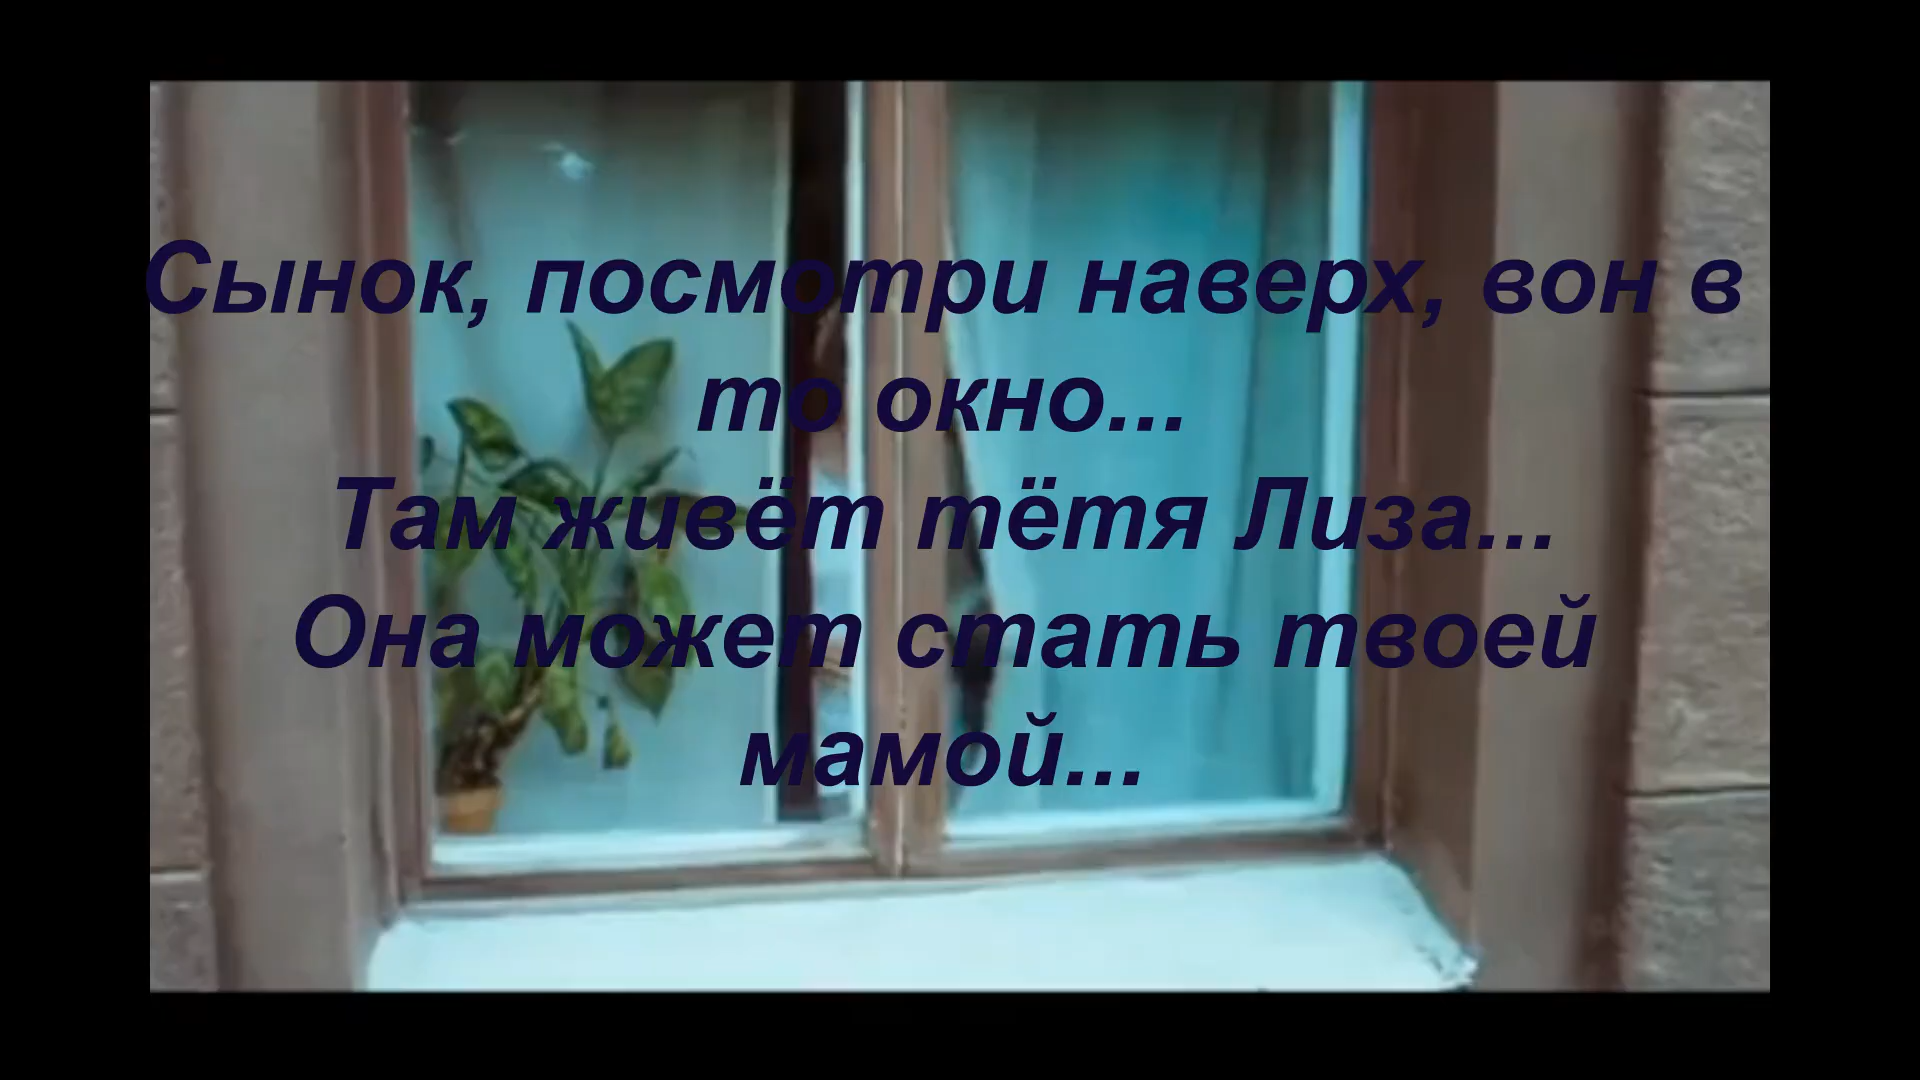 Сынок, посмотри наверх, вон в
то окно...
Там живёт тётя Лиза...
Она может стать твоей
мамой...